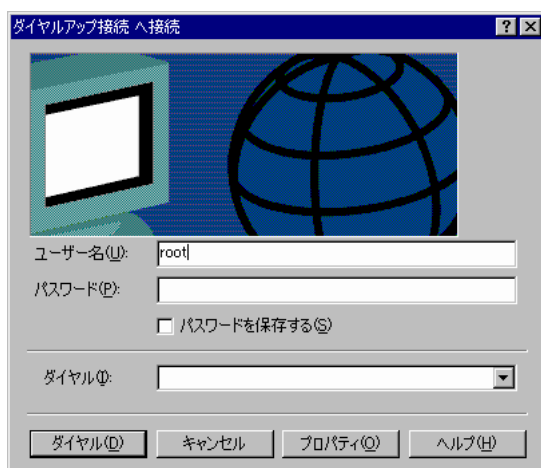 ダイヤルアップ接続 へ接続
ユーザー名(U):
root
パスワード(P):
パスワードを保存する(S)
ダイヤル(I):
ダイヤル(D)
キャンセル
プロパティ(O)
ヘルプ(H)